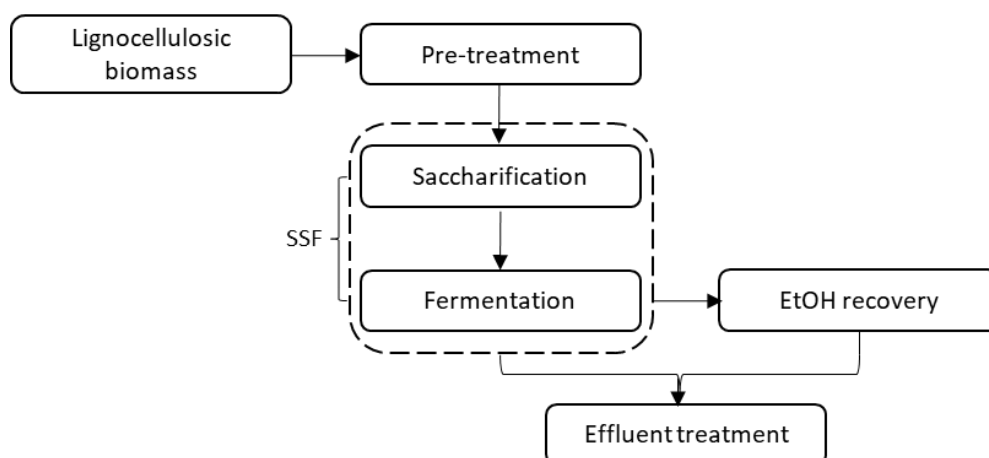 Lignocellulosic
biomass
Pre-treatment
Saccharification
SSF
Fermentation
EtOH recovery
Effluent treatment